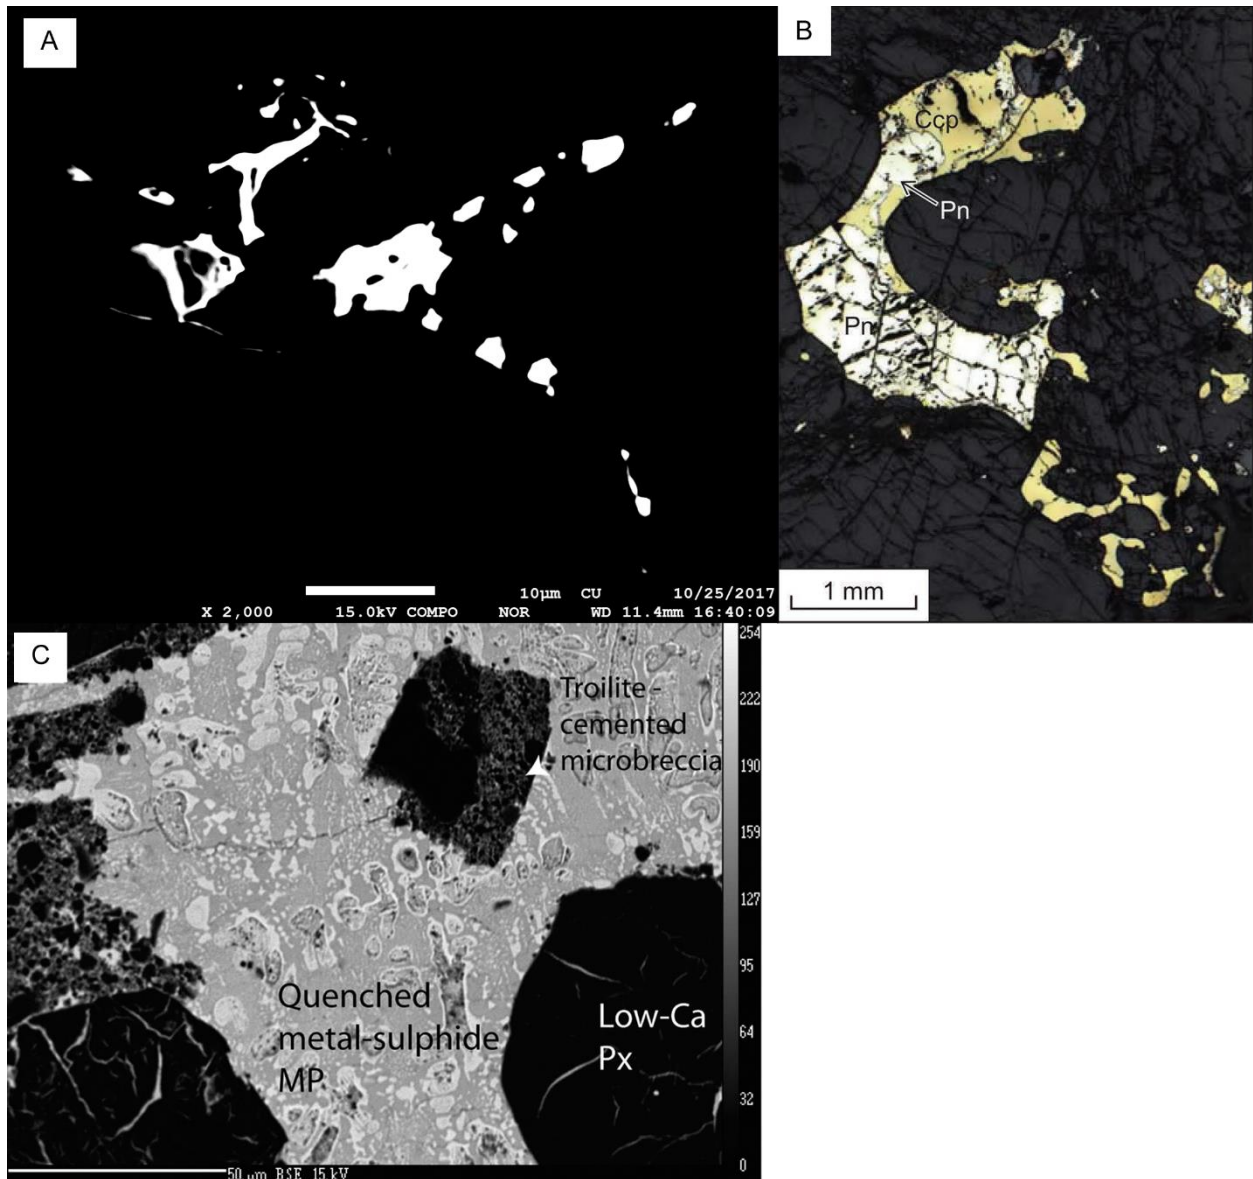 A
10µm CU 10/25/2017
X 2,000 15.0kV COMPO NOR WD 11.4mm 16:40:09
B
Ccp
Pn
Pn
1 mm
C
Troilite -
cemented
microbreccia
Quenched
metal-sulphide
MP
Low-Ca
Px
254
222
190
159
127
95
64
32
0
50 µm BSE 15 kV